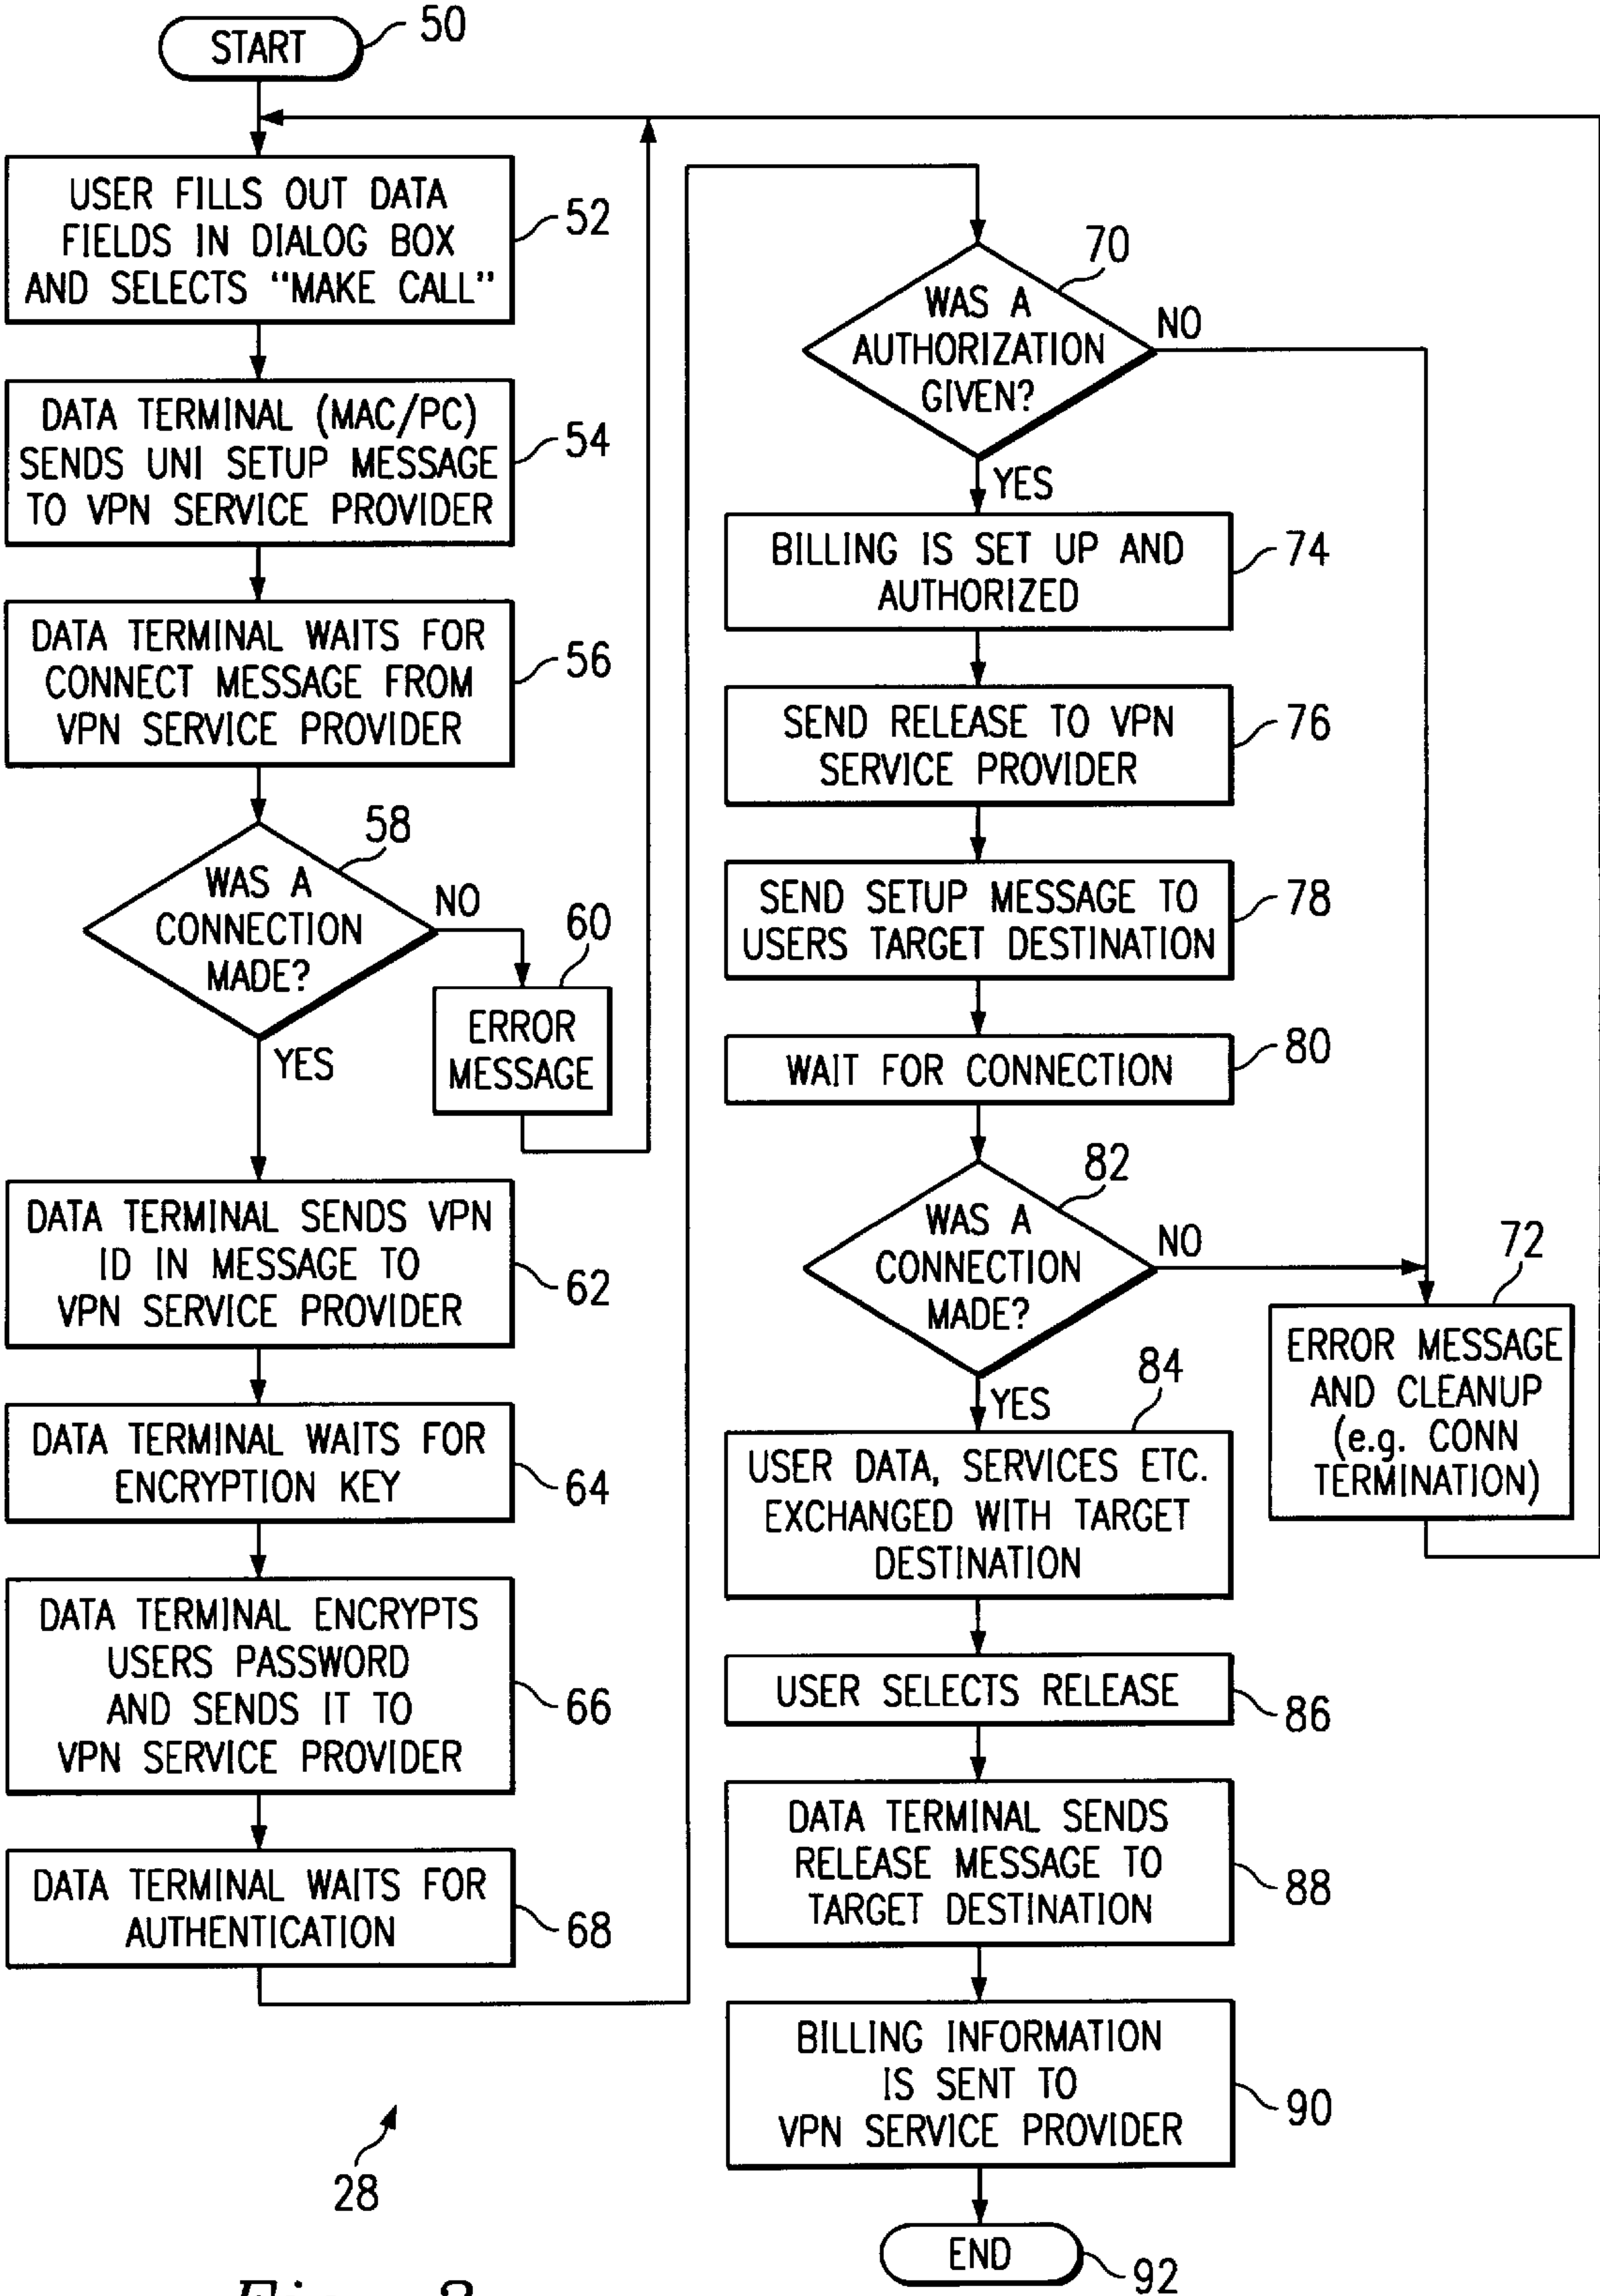 START
50
USER FILLS OUT DATA
FIELDS IN DIALOG BOX
AND SELECTS "MAKE CALL"
52
DATA TERMINAL (MAC/PC)
SENDS UNI SETUP MESSAGE
TO VPN SERVICE PROVIDER
54
DATA TERMINAL WAITS FOR
CONNECT MESSAGE FROM
VPN SERVICE PROVIDER
56
58
WAS A
CONNECTION
MADE?
NO
YES
60
ERROR
MESSAGE
DATA TERMINAL SENDS VPN
ID IN MESSAGE TO
VPN SERVICE PROVIDER
62
DATA TERMINAL WAITS FOR
ENCRYPTION KEY
64
DATA TERMINAL ENCRYPTS
USERS PASSWORD
AND SENDS IT TO
VPN SERVICE PROVIDER
66
DATA TERMINAL WAITS FOR
AUTHENTICATION
68
70
WAS A
AUTHORIZATION
GIVEN?
NO
YES
BILLING IS SET UP AND
AUTHORIZED
74
SEND RELEASE TO VPN
SERVICE PROVIDER
76
SEND SETUP MESSAGE TO
USERS TARGET DESTINATION
78
WAIT FOR CONNECTION
80
82
WAS A
CONNECTION
MADE?
NO
YES
72
ERROR MESSAGE
AND CLEANUP
(e.g. CONN
TERMINATION)
84
USER DATA, SERVICES ETC.
EXCHANGED WITH TARGET
DESTINATION
USER SELECTS RELEASE
86
DATA TERMINAL SENDS
RELEASE MESSAGE TO
TARGET DESTINATION
88
BILLING INFORMATION
IS SENT TO
VPN SERVICE PROVIDER
90
END
92
28